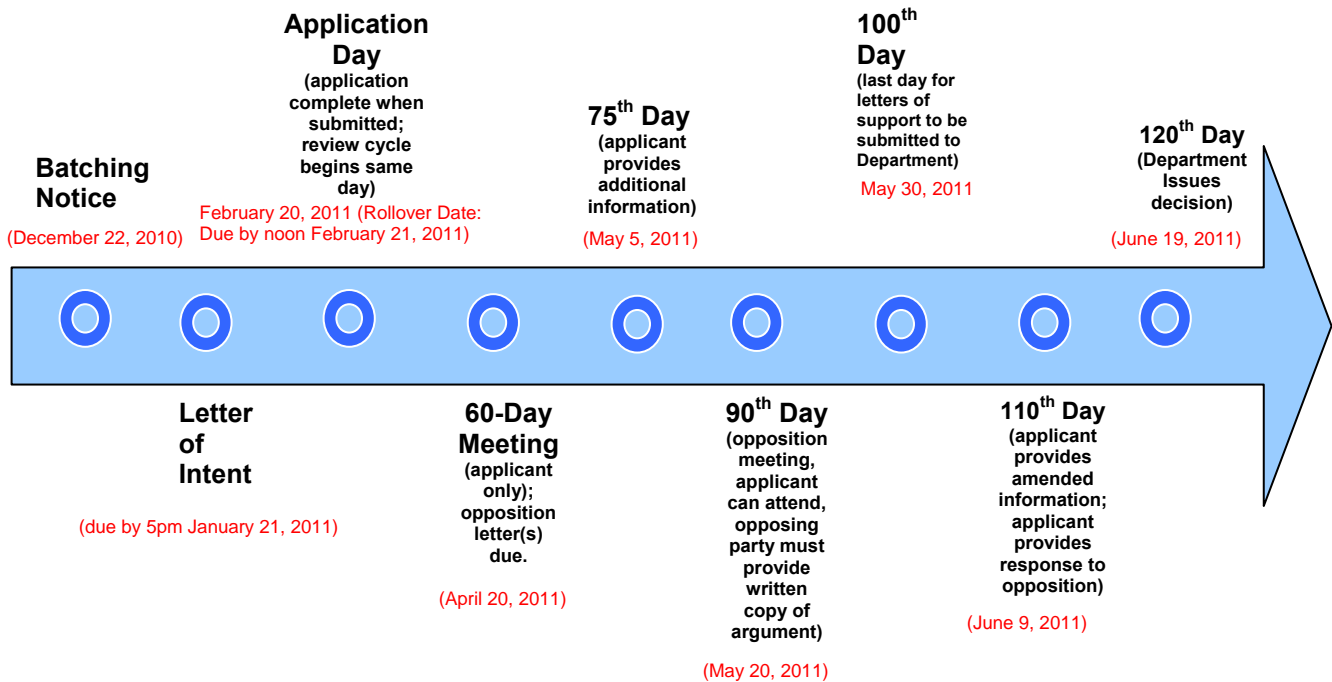 Batching
Notice
(December 22, 2010)
Letter
of
Intent
(due by 5pm January 21, 2011)
Application
Day
(application
complete when
submitted;
review cycle
begins same
day)
February 20, 2011 (Rollover Date:
Due by noon February 21, 2011)
60-Day
Meeting
(applicant
only);
opposition
letter(s)
due.
(April 20, 2011)
75th Day
(applicant
provides
additional
information)
(May 5, 2011)
90th Day
(opposition
meeting,
applicant
can attend,
opposing
party must
provide
written
copy of
argument)
(May 20, 2011)
100th
Day
(last day for
letters of
support to be
submitted to
Department)
May 30, 2011
110th Day
(applicant
provides
amended
information;
applicant
provides
response to
opposition)
(June 9, 2011)
120th Day
(Department
Issues
decision)
(June 19, 2011)